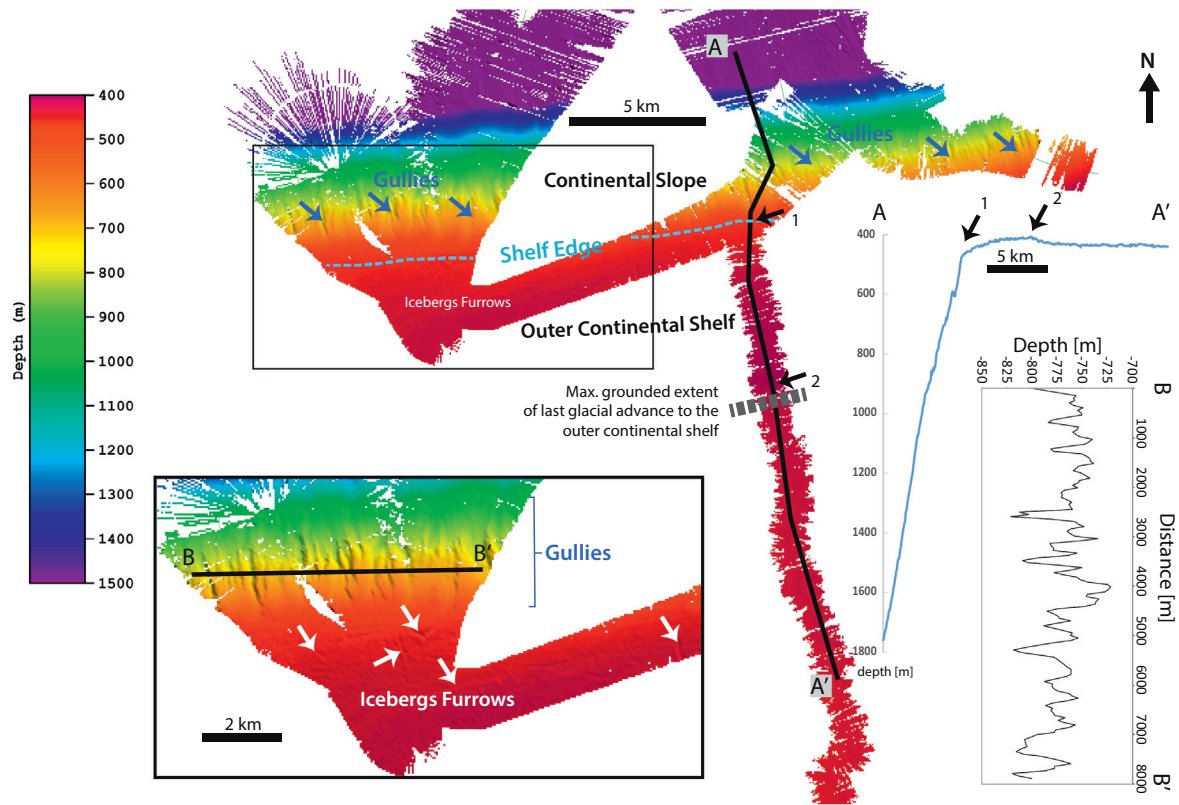 A
N
5 km
400
500
600
700
800
900
1000
1100
1200
1300
1400
1500
Depth (m)
Gullies
Gullies
Continental Slope
1
Shelf Edge
Icebergs Furrows
Outer Continental Shelf
2
Max. grounded extent
of last glacial advance to the
outer continental shelf
A'
A
1
2
A'
5 km
400
600
800
1000
1200
1400
1600
1800
depth [m]
Depth [m]
-850
-825
-800
-775
-750
-725
-700
B
1000
2000
3000
4000
5000
6000
7000
8000
Distance [m]
B'
B
B'
Gullies
Icebergs Furrows
2 km